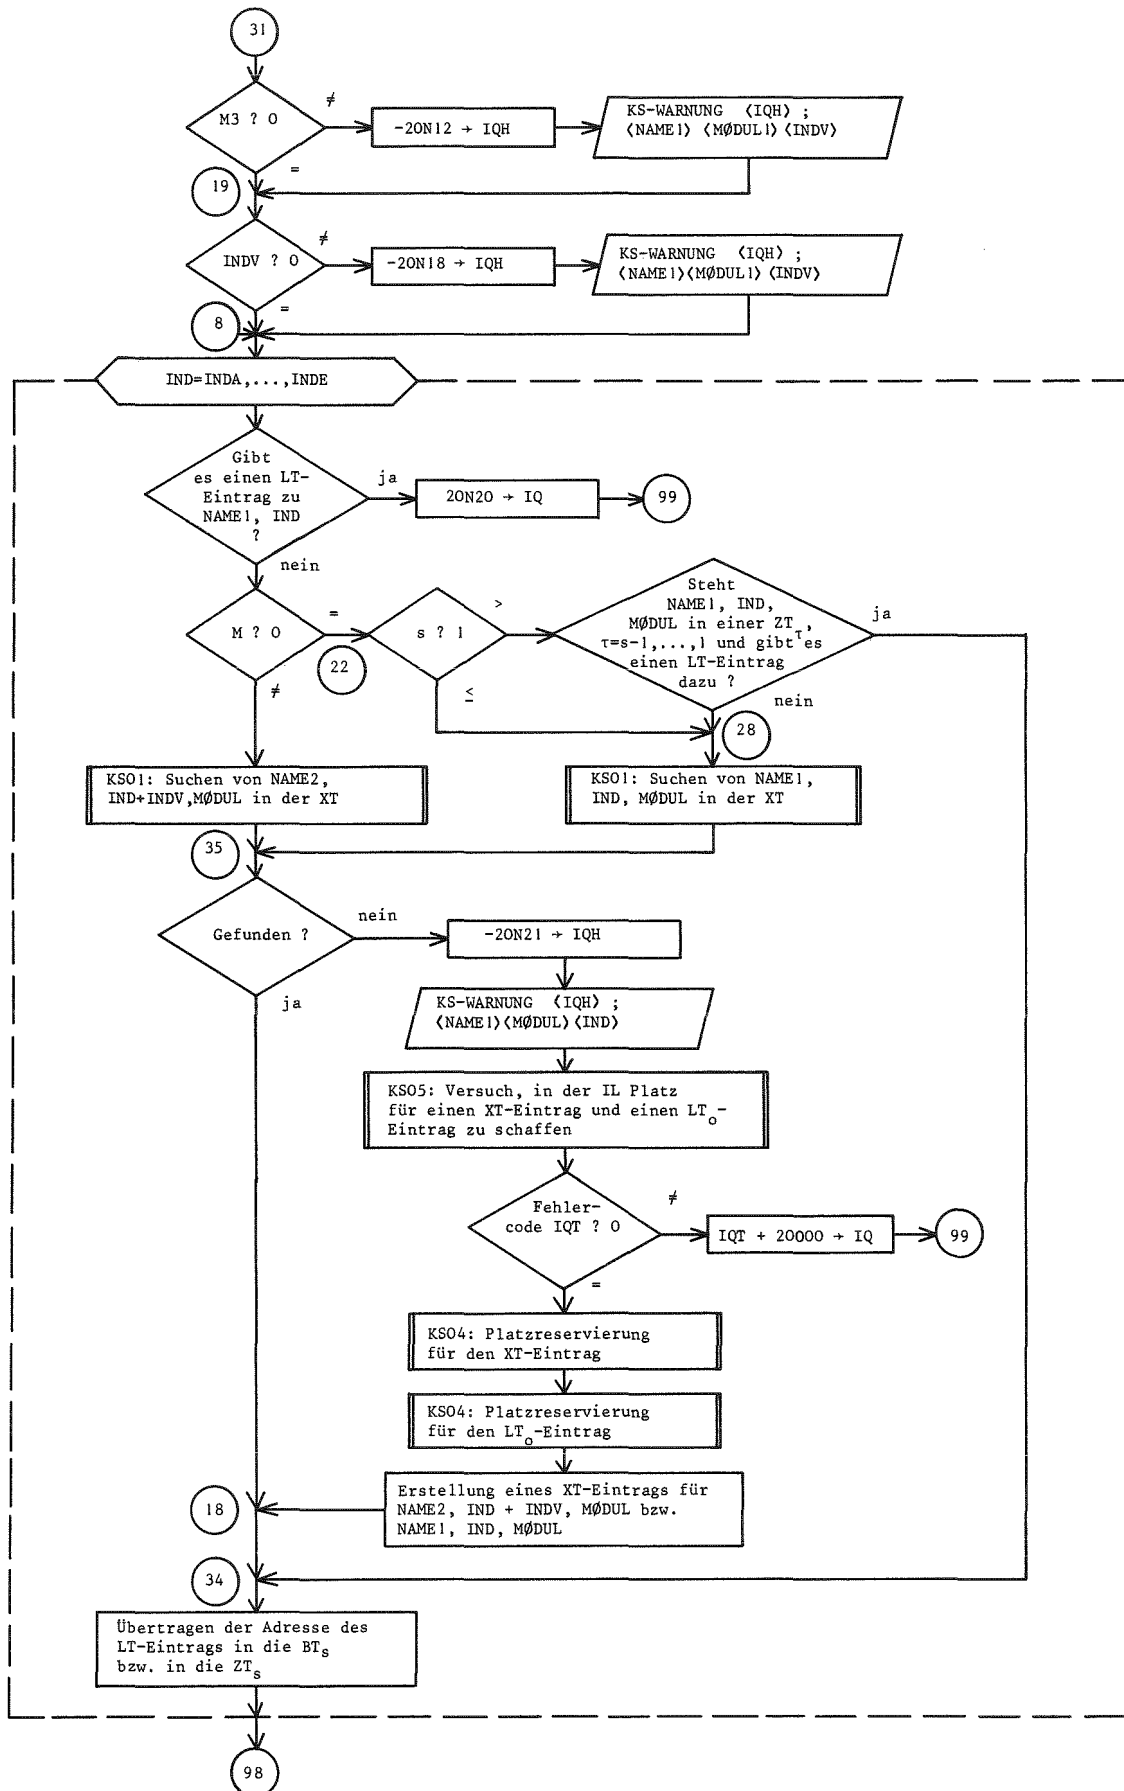 31
M3 ? 0
≠
-20N12 → IQH
KS-WARNUNG ⟨IQH⟩ ;
⟨NAME1⟩ ⟨MØDUL1⟩⟨INDV⟩
=
19
INDV ? 0
≠
-20N18 → IQH
KS-WARNUNG ⟨IQH⟩ ;
⟨NAME1⟩⟨MØDUL1⟩⟨INDV⟩
=
8
IND=INDA,...,INDE
Gibt
es einen LT-
Eintrag zu
NAME1, IND
?
ja
20N20 → IQ
99
nein
M ? 0
=
22
≠
s ? 1
>
≤
Steht
NAME1, IND,
MØDUL in einer ZTτ,
τ=s-1,...,1 und gibt es
einen LT-Eintrag
dazu ?
ja
nein
28
KS01: Suchen von NAME2,
IND+INDV,MØDUL in der XT
KS01: Suchen von NAME1,
IND, MØDUL in der XT
35
Gefunden ?
nein
-20N21 → IQH
ja
KS-WARNUNG ⟨IQH⟩ ;
⟨NAME1⟩⟨MØDUL⟩⟨IND⟩
KS05: Versuch, in der IL Platz
für einen XT-Eintrag und einen LTo-
Eintrag zu schaffen
Fehler-
code IQT ? 0
≠
IQT + 20000 → IQ
99
=
KS04: Platzreservierung
für den XT-Eintrag
KS04: Platzreservierung
für den LTo-Eintrag
Erstellung eines XT-Eintrags für
NAME2, IND + INDV, MØDUL bzw.
NAME1, IND, MØDUL
18
34
Übertragen der Adresse des
LT-Eintrags in die BTs
bzw. in die ZTs
98